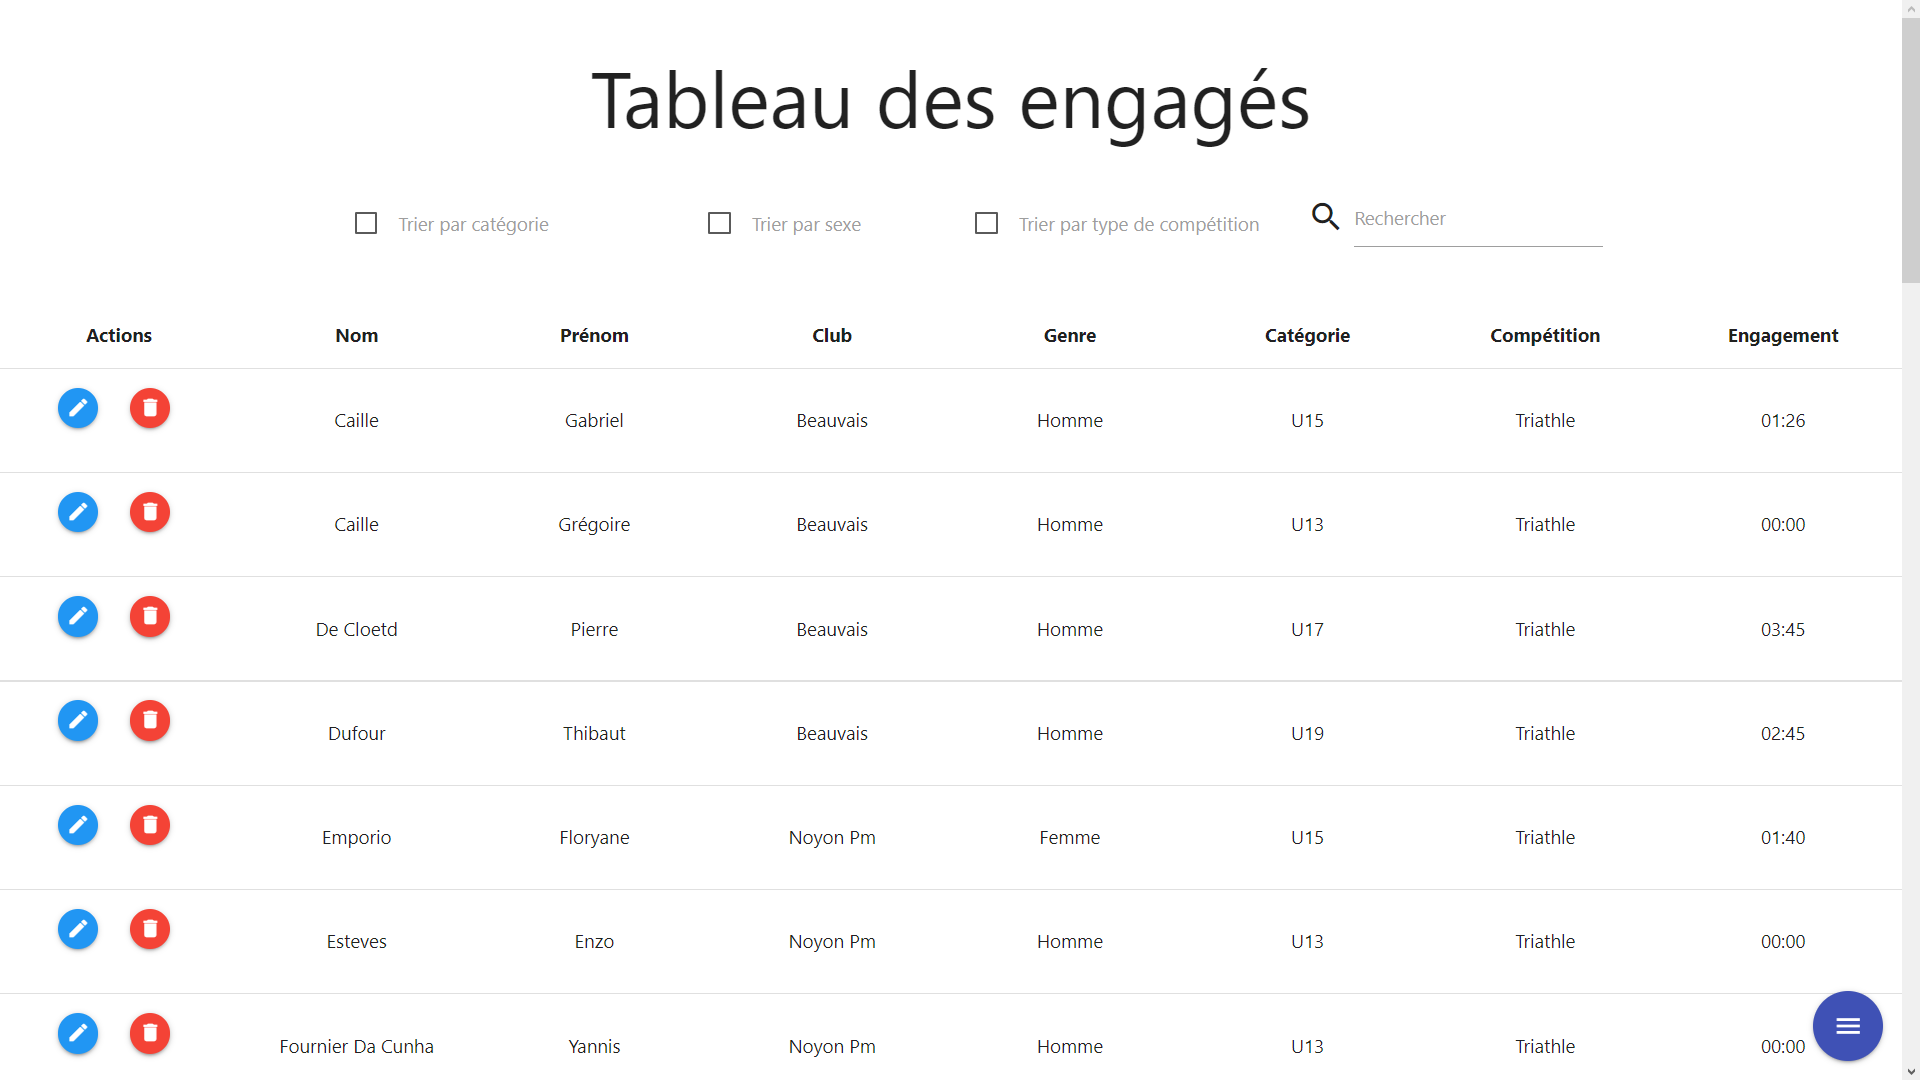 Tableau des engagés
Trier par catégorie Trier par sexe Trier par type de compétition Rechercher
Actions Nom Prénom Club Genre Catégorie Compétition Engagement
Caille Gabriel Beauvais Homme U15 Triathle 01:26
Caille Grégoire Beauvais Homme U13 Triathle 00:00
De Cloetd Pierre Beauvais Homme U17 Triathle 03:45
Dufour Thibaut Beauvais Homme U19 Triathle 02:45
Emporio Floryane Noyon Pm Femme U15 Triathle 01:40
Esteves Enzo Noyon Pm Homme U13 Triathle 00:00
Fournier Da Cunha Yannis Noyon Pm Homme U13 Triathle 00:00